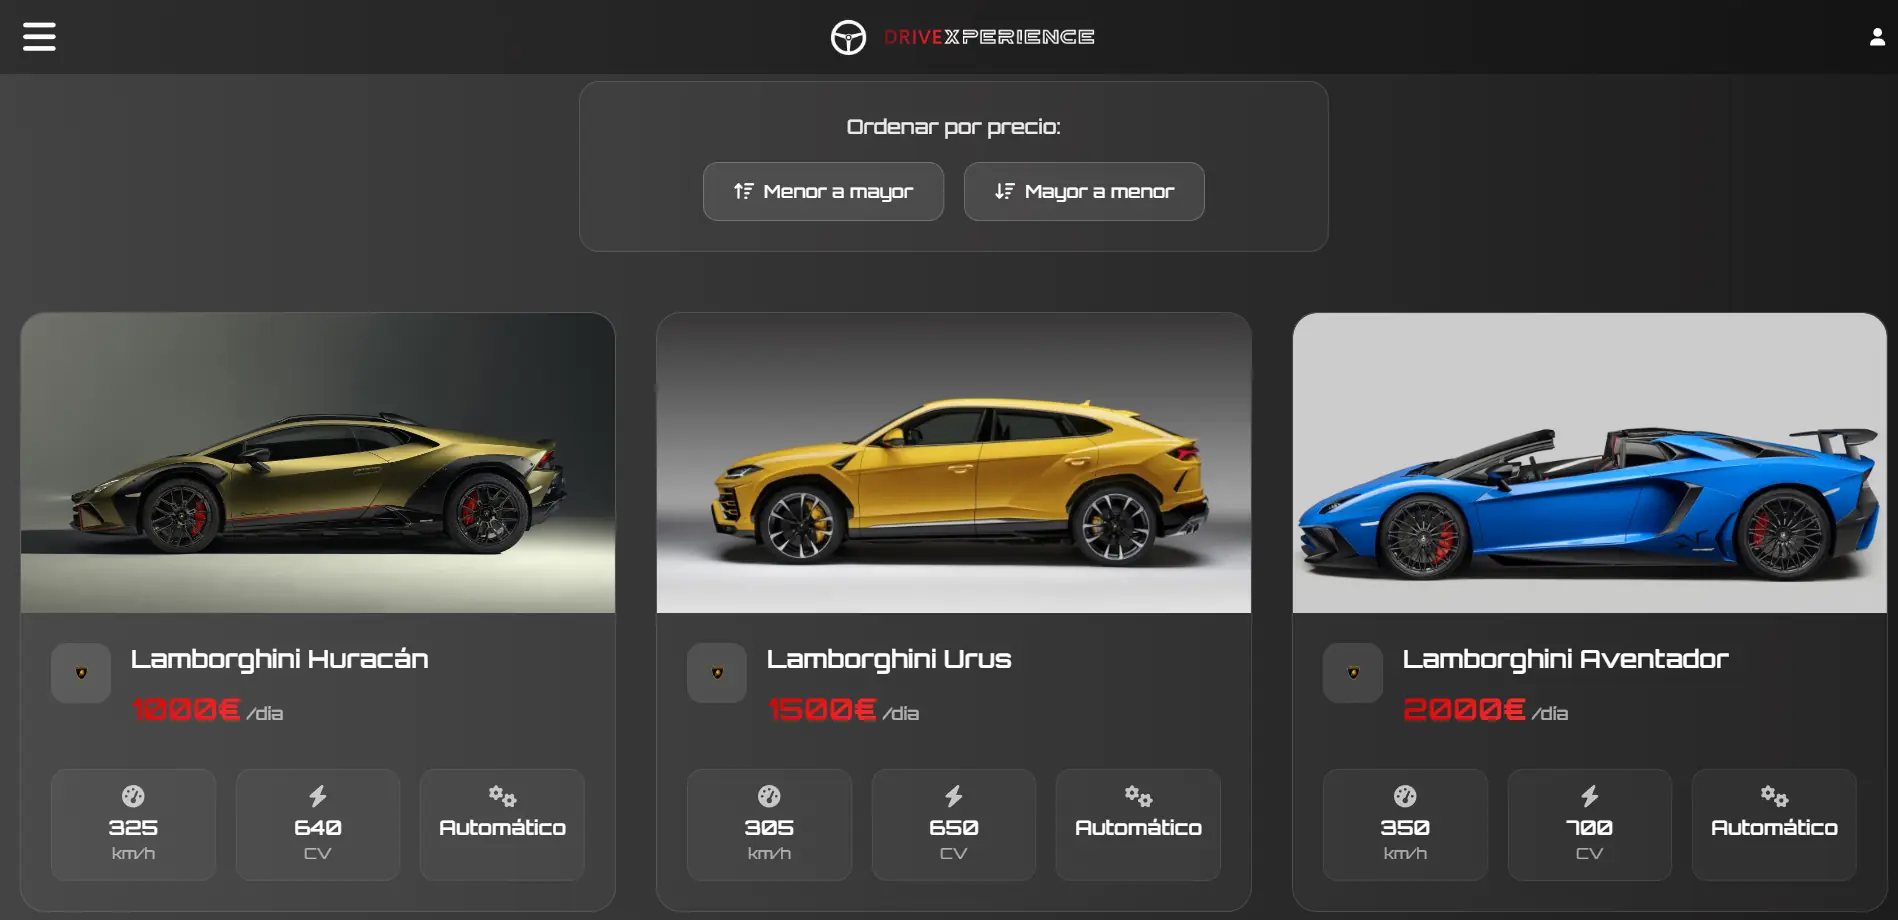 DRIVEXPERIENCE
Ordenar por precio:
Menor a mayor
Mayor a menor
Lamborghini Huracán
1000€ /día
325
km/h
640
CV
Automático
Lamborghini Urus
1500€ /día
305
km/h
650
CV
Automático
Lamborghini Aventador
2000€ /día
350
km/h
700
CV
Automático